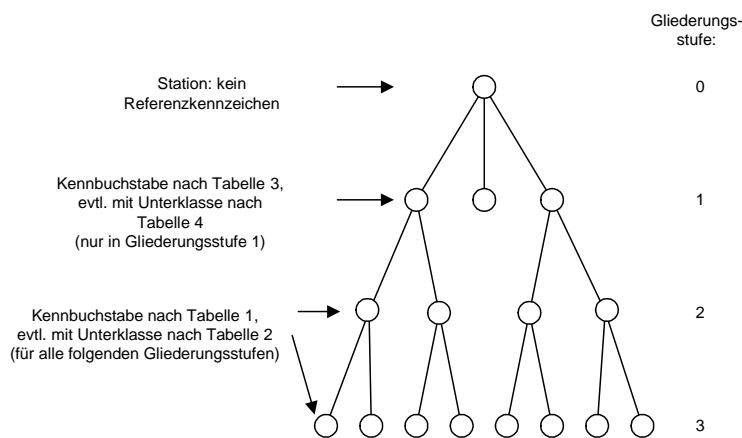 Gliederungs-
stufe:
Station: kein
Referenzkennzeichen
0
Kennbuchstabe nach Tabelle 3,
evtl. mit Unterklasse nach
Tabelle 4
(nur in Gliederungsstufe 1)
1
Kennbuchstabe nach Tabelle 1,
evtl. mit Unterklasse nach Tabelle 2
(für alle folgenden Gliederungsstufen)
2
3